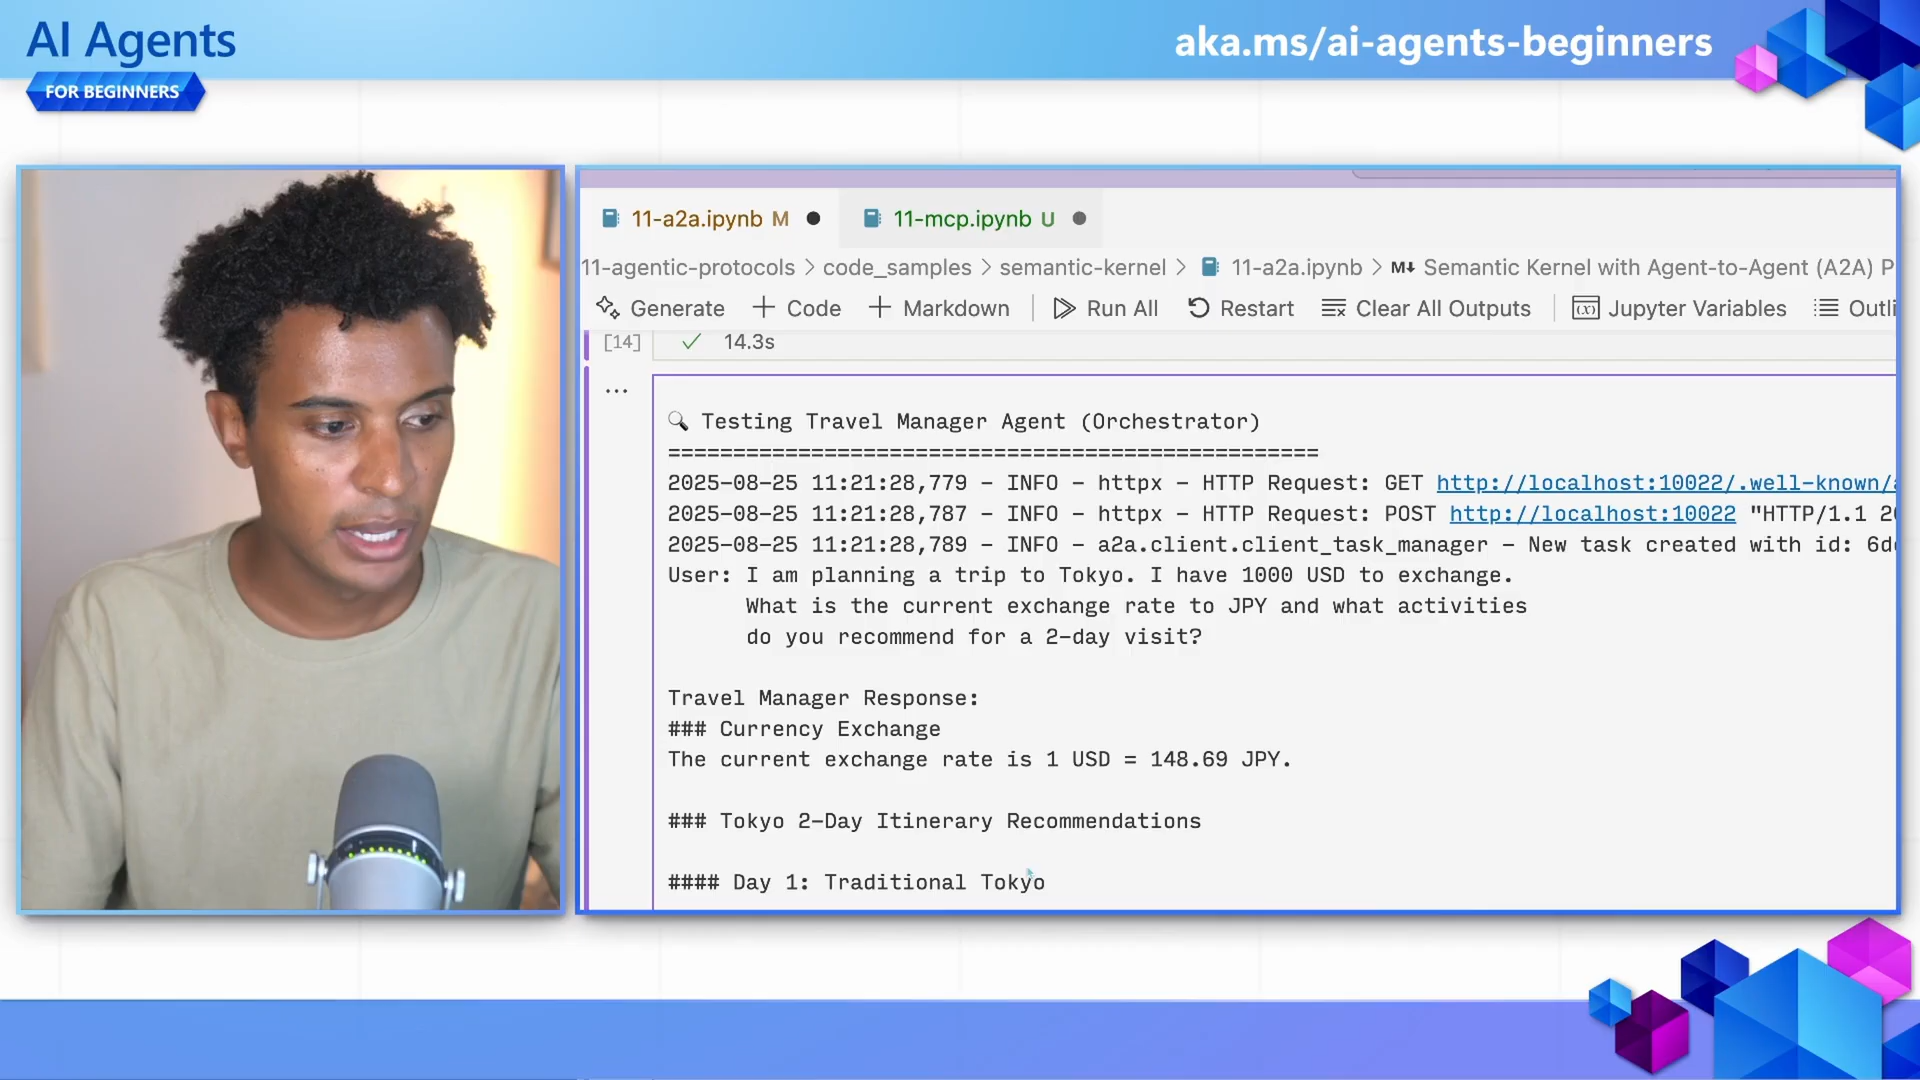 AI Agents
FOR BEGINNERS
aka.ms/ai-agents-beginners
11-a2a.ipynb M
11-mcp.ipynb U
11-agentic-protocols > code_samples > semantic-kernel > 11-a2a.ipynb > M↓ Semantic Kernel with Agent-to-Agent (A2A) P
Generate + Code + Markdown Run All Restart Clear All Outputs Jupyter Variables Outli
[14] ✓ 14.3s
...
🔍 Testing Travel Manager Agent (Orchestrator)
==================================================
2025-08-25 11:21:28,779 - INFO - httpx - HTTP Request: GET http://localhost:10022/.well-known/a
2025-08-25 11:21:28,787 - INFO - httpx - HTTP Request: POST http://localhost:10022 "HTTP/1.1 20
2025-08-25 11:21:28,789 - INFO - a2a.client.client_task_manager - New task created with id: 6d
User: I am planning a trip to Tokyo. I have 1000 USD to exchange.
What is the current exchange rate to JPY and what activities
do you recommend for a 2-day visit?
Travel Manager Response:
### Currency Exchange
The current exchange rate is 1 USD = 148.69 JPY.
### Tokyo 2-Day Itinerary Recommendations
#### Day 1: Traditional Tokyo